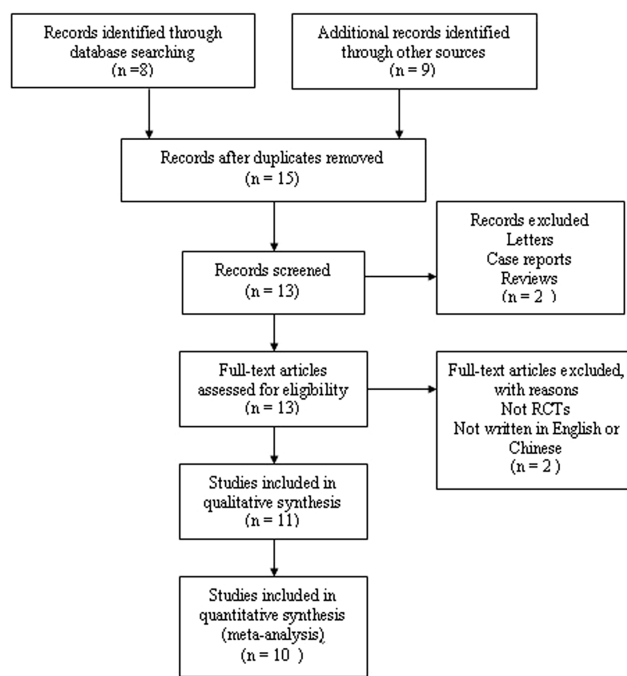 Records identified through
database searching
(n =8)
Additional records identified
through other sources
(n = 9)
Records after duplicates removed
(n = 15)
Records screened
(n = 13)
Records excluded
Letters
Case reports
Reviews
(n = 2 )
Full-text articles
assessed for eligibility
(n = 13)
Full-text articles excluded,
with reasons
Not RCTs
Not written in English or
Chinese
(n = 2 )
Studies included in
qualitative synthesis
(n = 11)
Studies included in
quantitative synthesis
(meta-analysis)
(n = 10 )